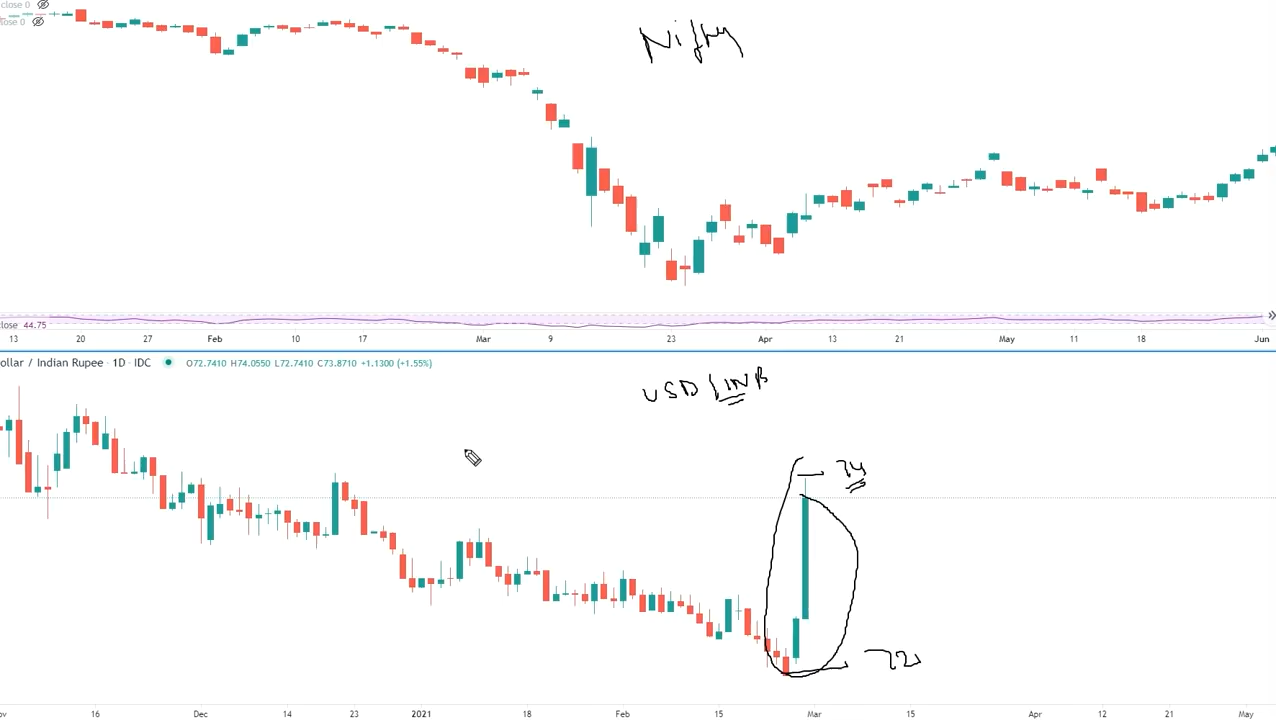 close 0
lose 0
Nifty
close 44.75
13 20 27 Feb 10 17 Mar 9 23 Apr 13 21 May 11 18 Jun
ollar / Indian Rupee · 1D · IDC O72.7410 H74.0550 L72.7410 C73.8710 +1.1300 (+1.55%)
USD/INR
74
72
ov 16 Dec 14 23 2021 18 Feb 15 Mar 15 Apr 12 21 May